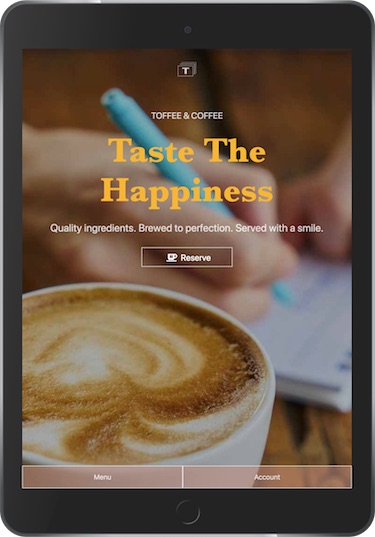 T
TOFFEE & COFFEE
Taste The
Happiness
Quality ingredients. Brewed to perfection. Served with a smile.
Reserve
Menu
Account